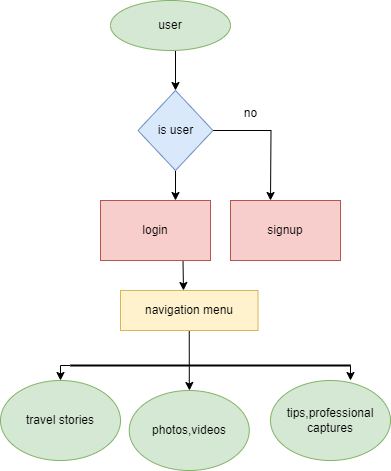 user
no
is user
login
signup
navigation menu
travel stories
photos,videos
tips,professional
captures